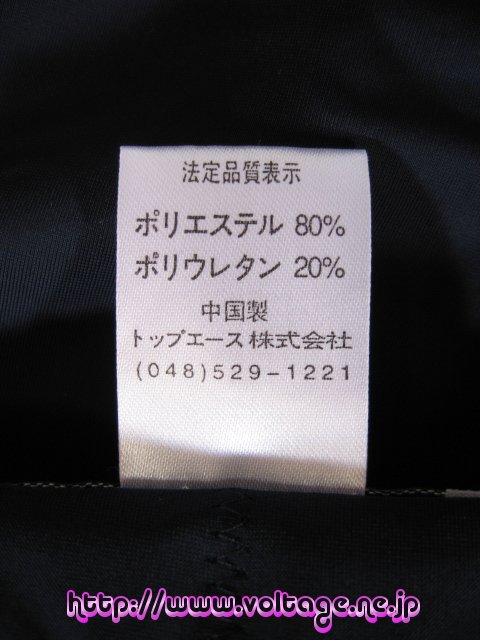 法定品質表示
ポリエステル 80%
ポリウレタン 20%
中国製
トップエース株式会社
(048)529-1221
http://www.voltage.nc.jp